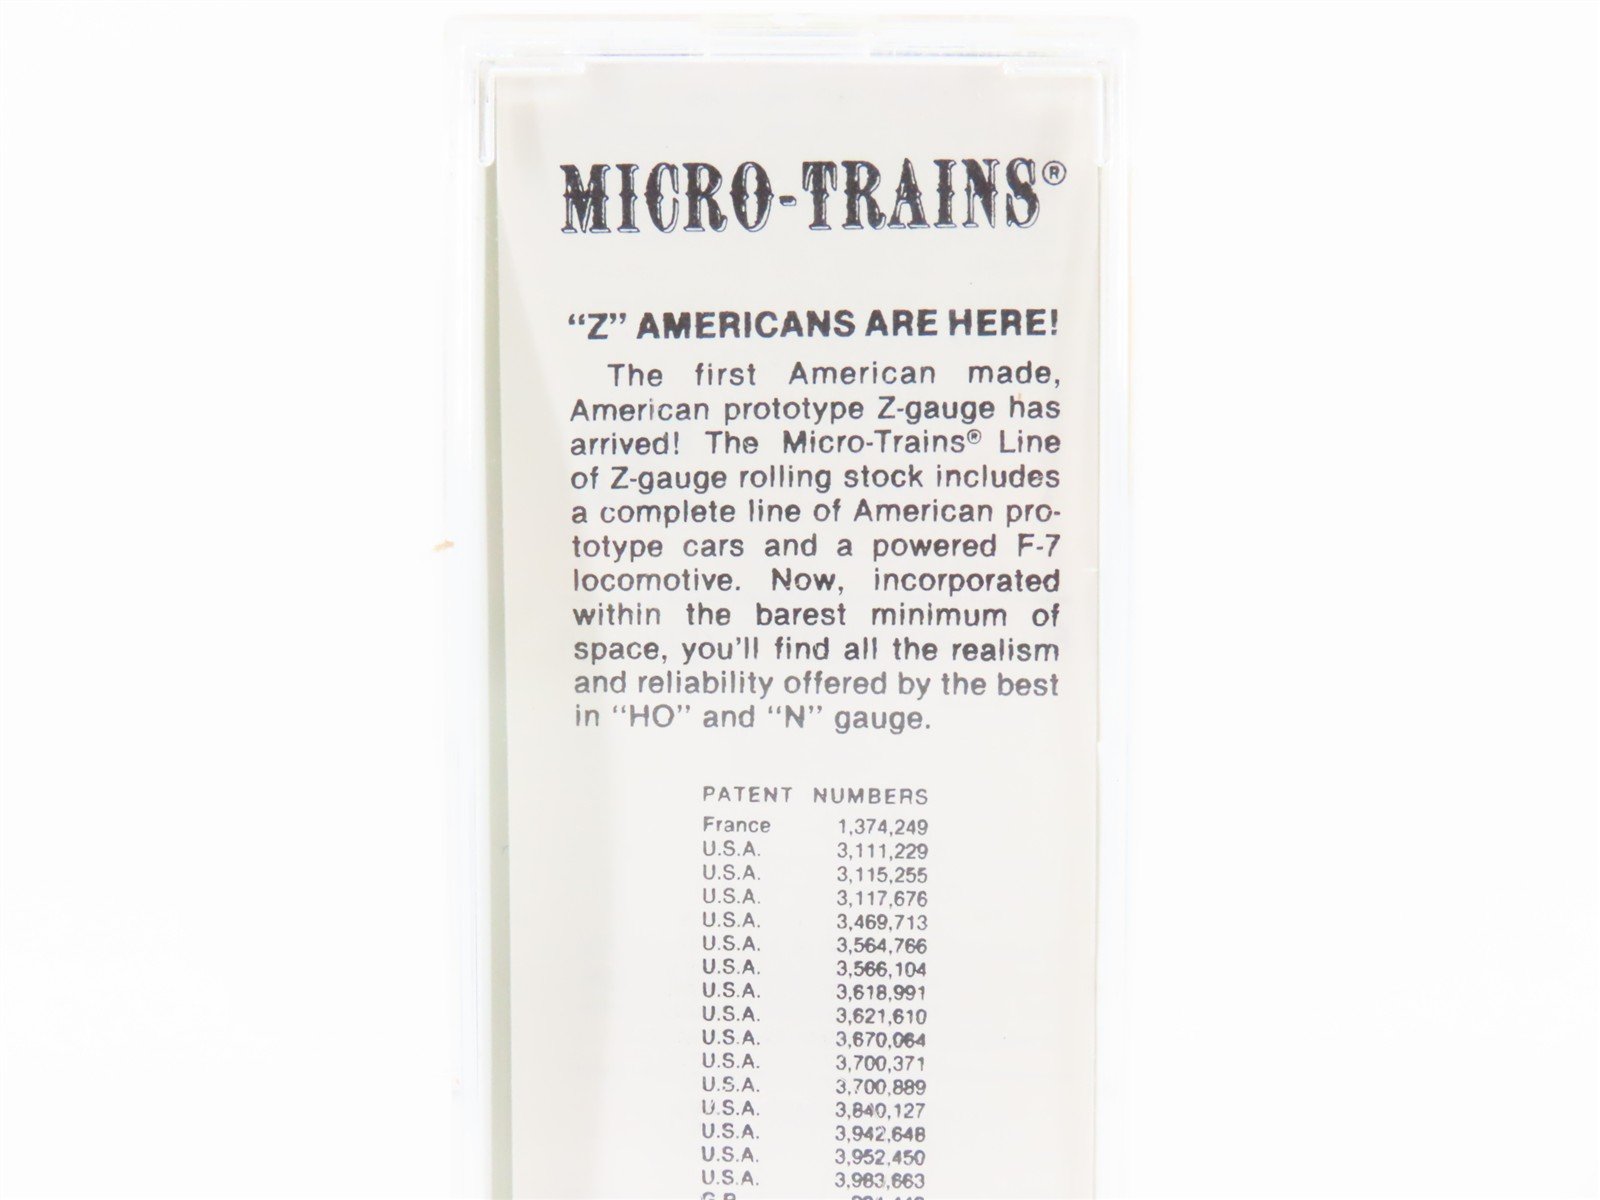 MICRO-TRAINS®
“Z” AMERICANS ARE HERE!
The first American made,
American prototype Z-gauge has
arrived! The Micro-Trains® Line
of Z-gauge rolling stock includes
a complete line of American pro-
totype cars and a powered F-7
locomotive. Now, incorporated
within the barest minimum of
space, you'll find all the realism
and reliability offered by the best
in “HO” and “N” gauge.
PATENT NUMBERS
France 1,374,249
U.S.A. 3,111,229
U.S.A. 3,115,255
U.S.A. 3,117,676
U.S.A. 3,469,713
U.S.A. 3,564,766
U.S.A. 3,566,104
U.S.A. 3,618,991
U.S.A. 3,621,610
U.S.A. 3,670,064
U.S.A. 3,700,371
U.S.A. 3,700,889
U.S.A. 3,840,127
U.S.A. 3,942,648
U.S.A. 3,952,450
U.S.A. 3,983,663